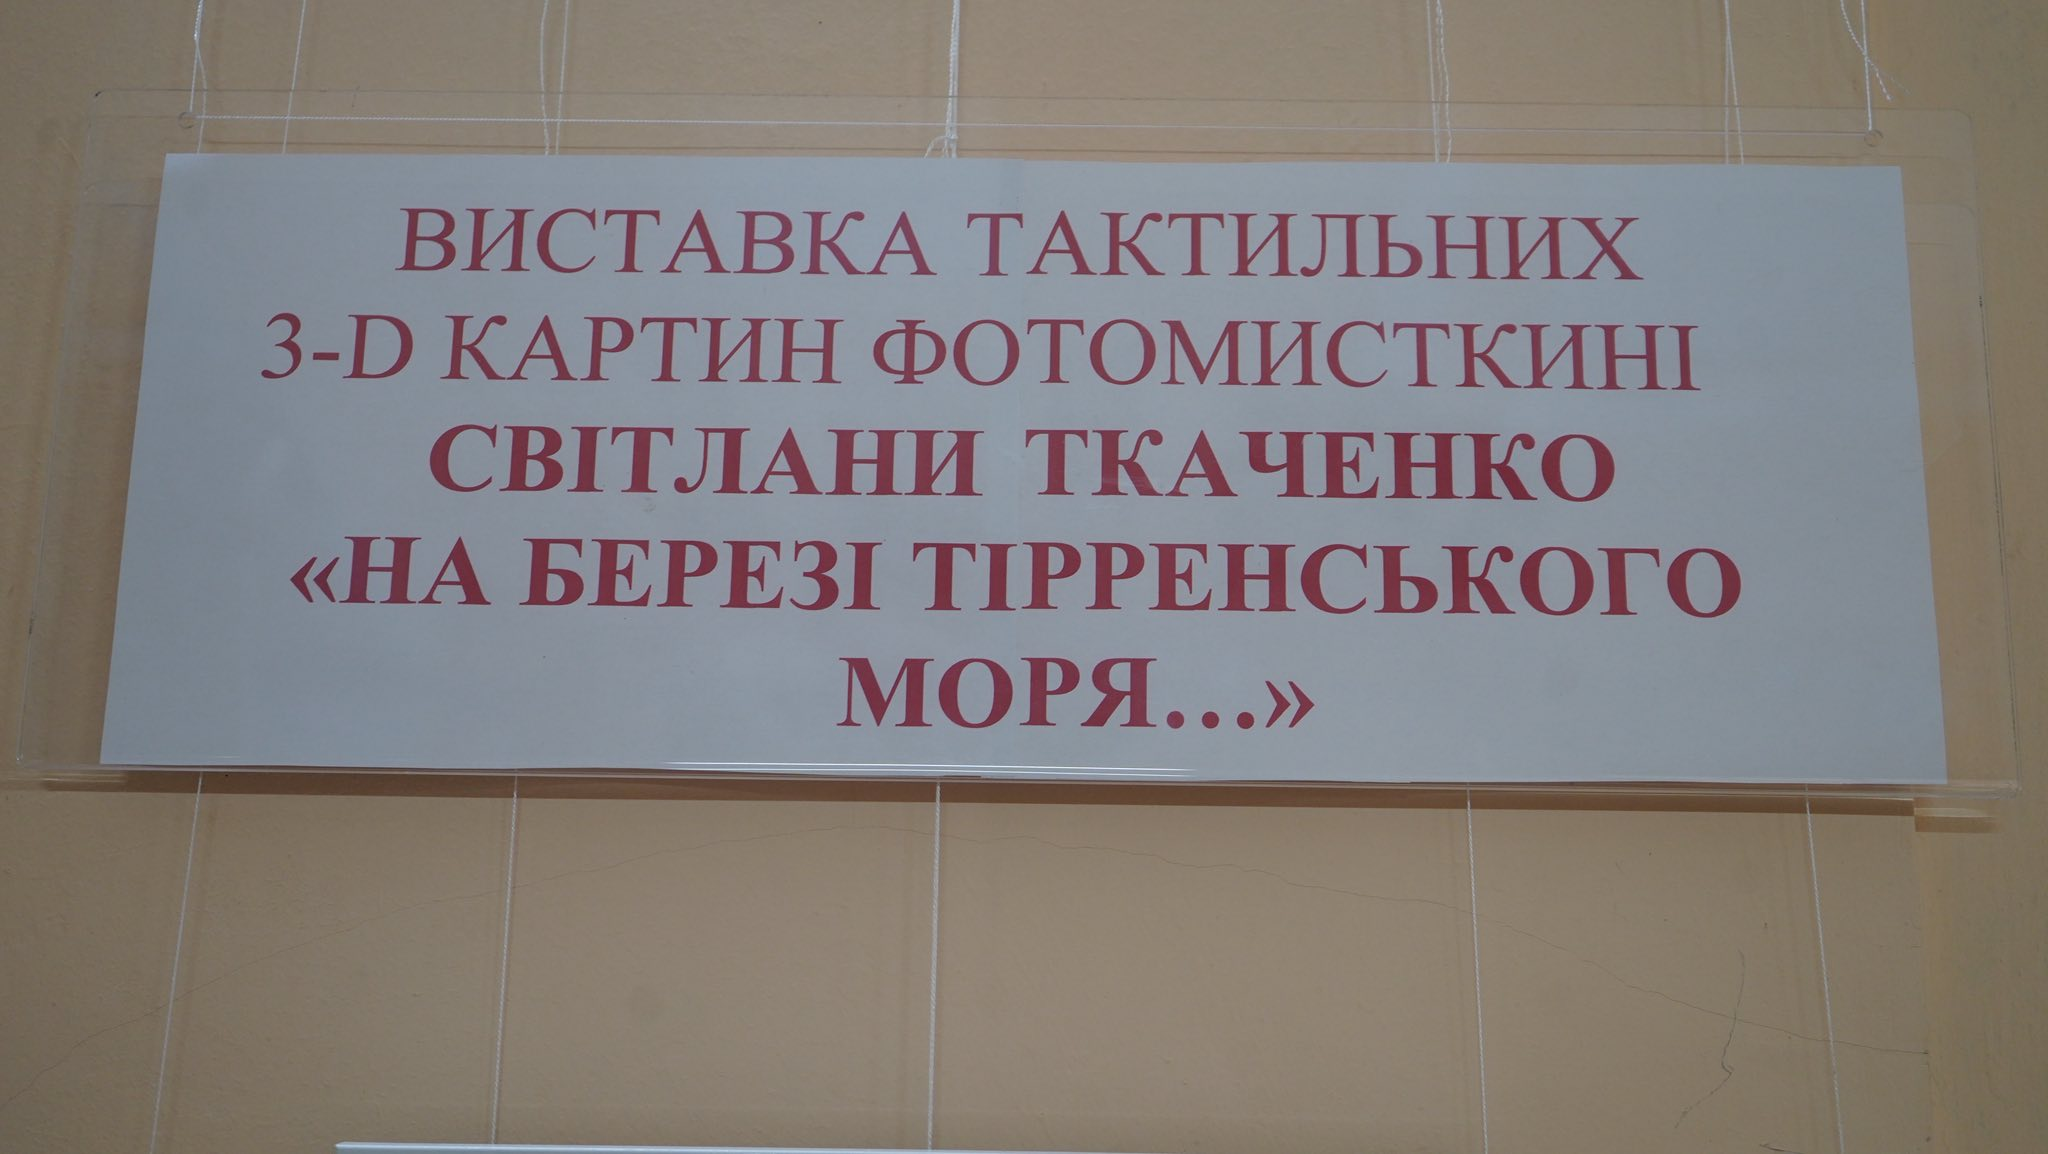 ВИСТАВКА ТАКТИЛЬНИХ
3-D КАРТИН ФОТОМИСТКИНІ
СВІТЛАНИ ТКАЧЕНКО
«НА БЕРЕЗІ ТІРРЕНСЬКОГО
МОРЯ...»